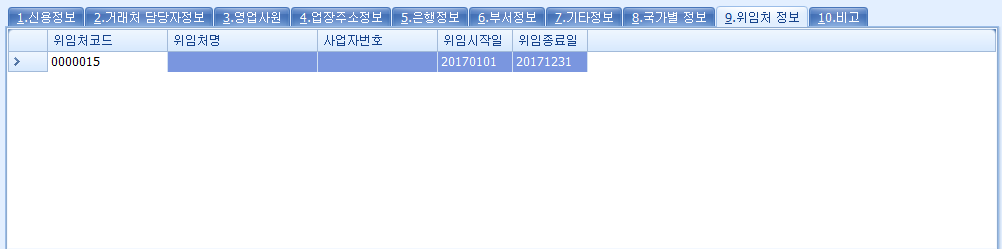 1.신용정보 2.거래처 담당자정보 3.영업사원 4.업장주소정보 5.은행정보 6.부서정보 7.기타정보 8.국가별 정보 9.위임처 정보 10.비고
위임처코드 위임처명 사업자번호 위임시작일 위임종료일
0000015 20170101 20171231